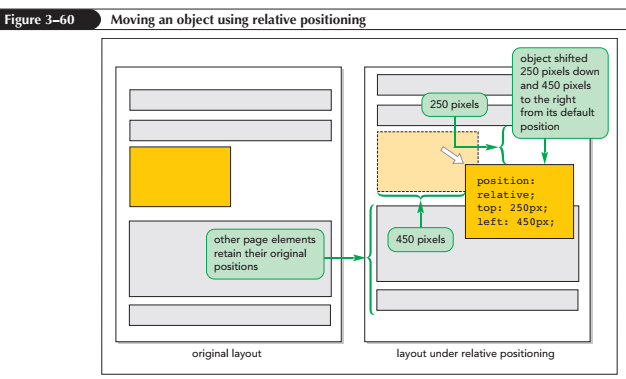 Figure 3–60
Moving an object using relative positioning
object shifted
250 pixels down
and 450 pixels
to the right
from its default
position
250 pixels
position:
relative;
top: 250px;
left: 450px;
other page elements
retain their original
positions
450 pixels
original layout
layout under relative positioning